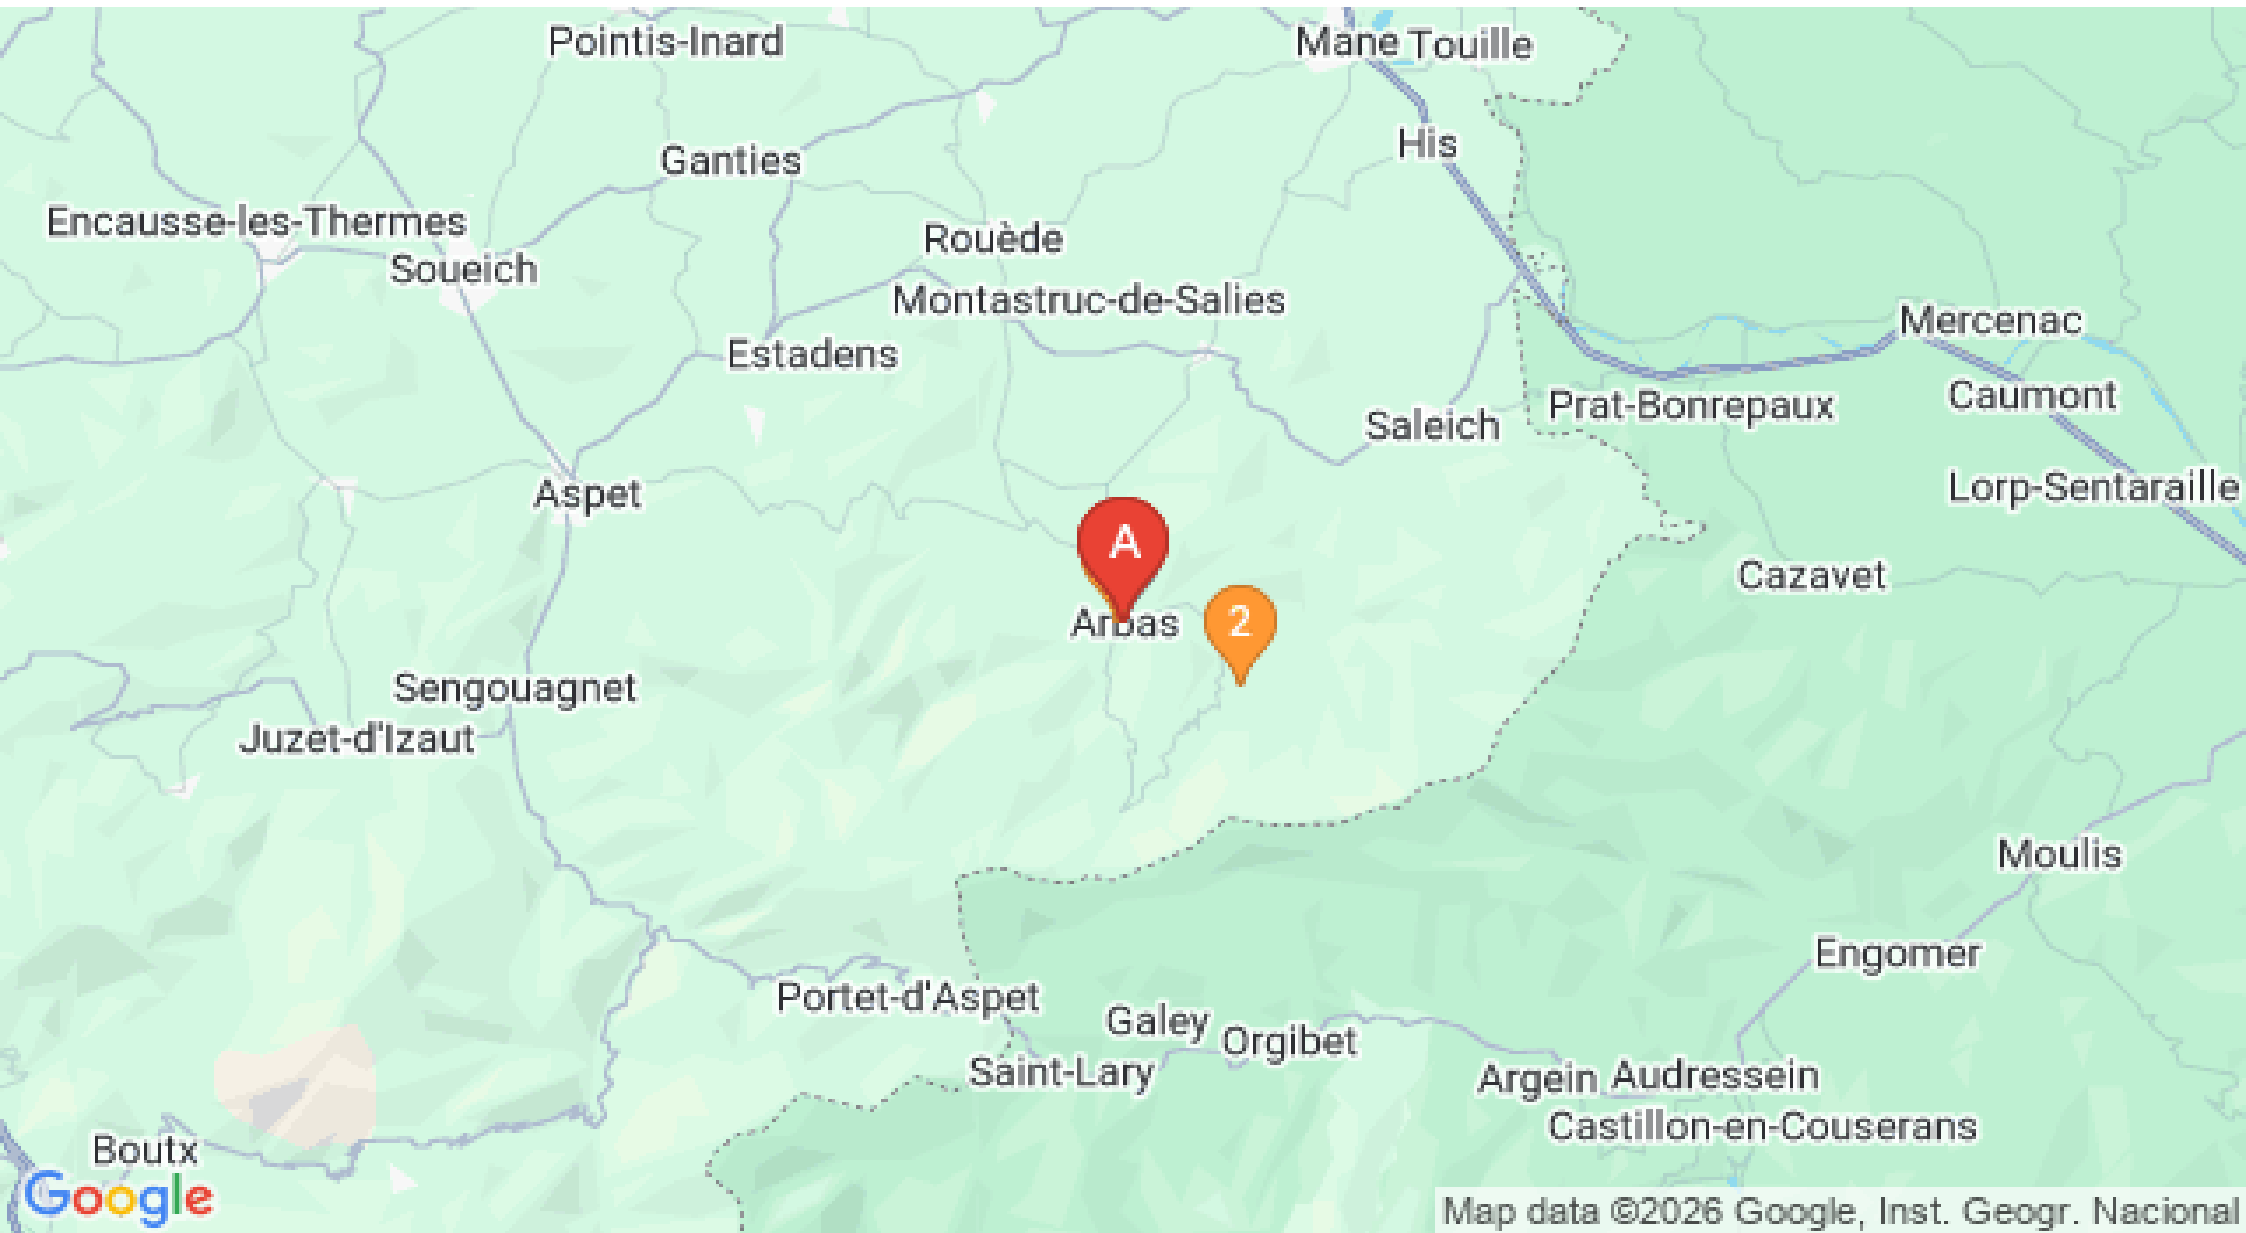 Pointis-Inard
Mane
Touille
His
Ganties
Encausse-les-Thermes
Soueich
Rouède
Montastruc-de-Salies
Mercenac
Estadens
Prat-Bonrepaux
Caumont
Saleich
Lorp-Sentaraille
Aspet
A
Cazavet
Arbas
2
Sengouagnet
Juzet-d'Izaut
Moulis
Engomer
Portet-d'Aspet
Galey
Orgibet
Saint-Lary
Argein
Audressein
Castillon-en-Couserans
Boutx
Google
Map data ©2026 Google, Inst. Geogr. Nacional